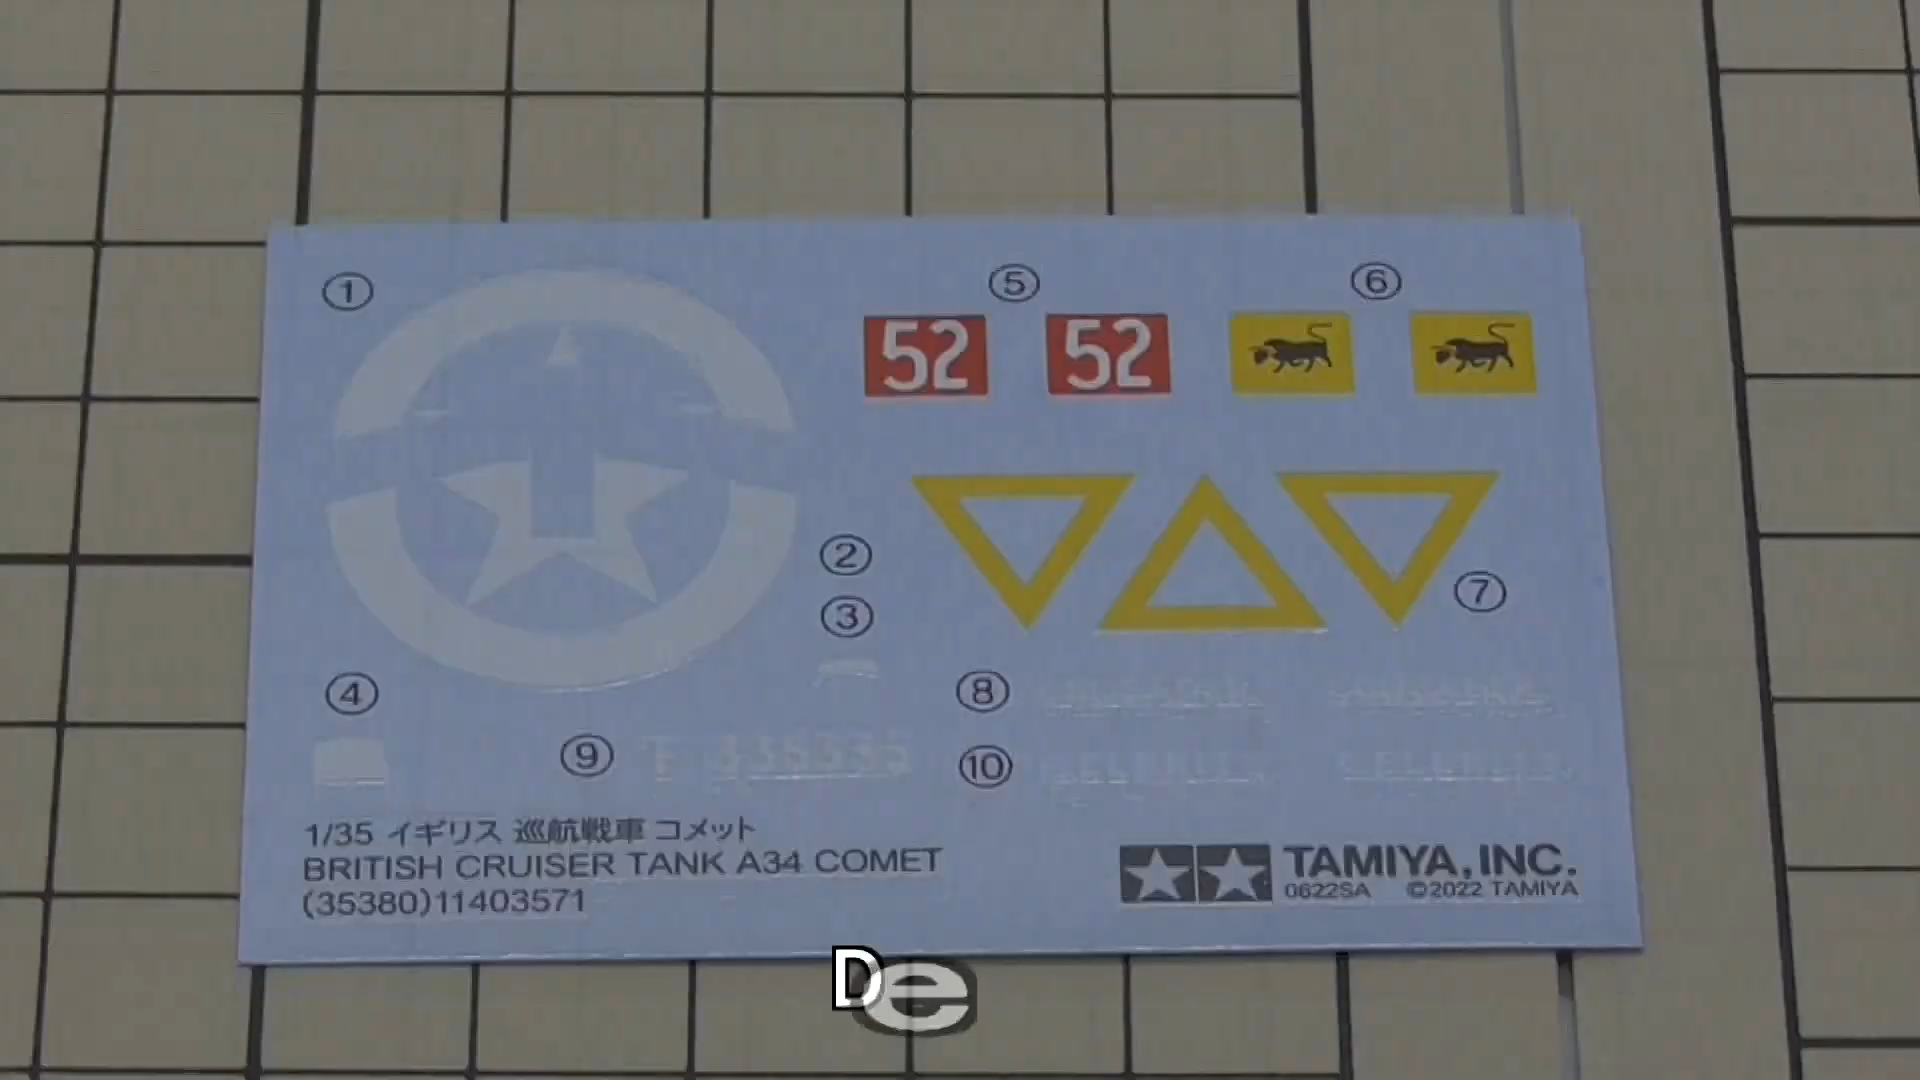 ①
⑤
⑥
52
52
②
③
⑦
④
⑧
⑨
⑩
1/35 イギリス 巡航戦車 コメット
BRITISH CRUISER TANK A34 COMET
(35380)11403571
TAMIYA, INC.
0622SA ©2022 TAMIYA
De